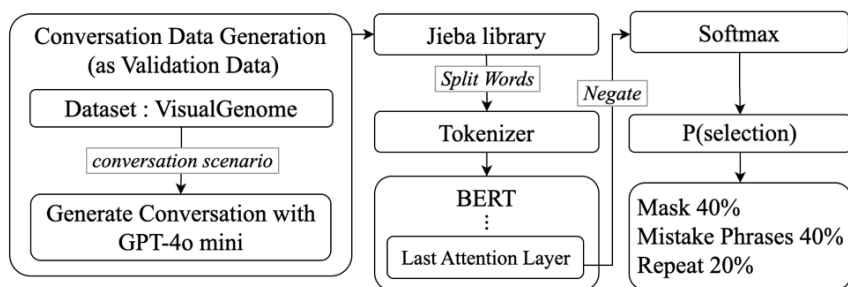 Conversation Data Generation
(as Validation Data)
Dataset : VisualGenome
conversation scenario
Generate Conversation with
GPT-4o mini
Jieba library
Split Words
Tokenizer
BERT
⋮
Last Attention Layer
Negate
Softmax
P(selection)
Mask 40%
Mistake Phrases 40%
Repeat 20%